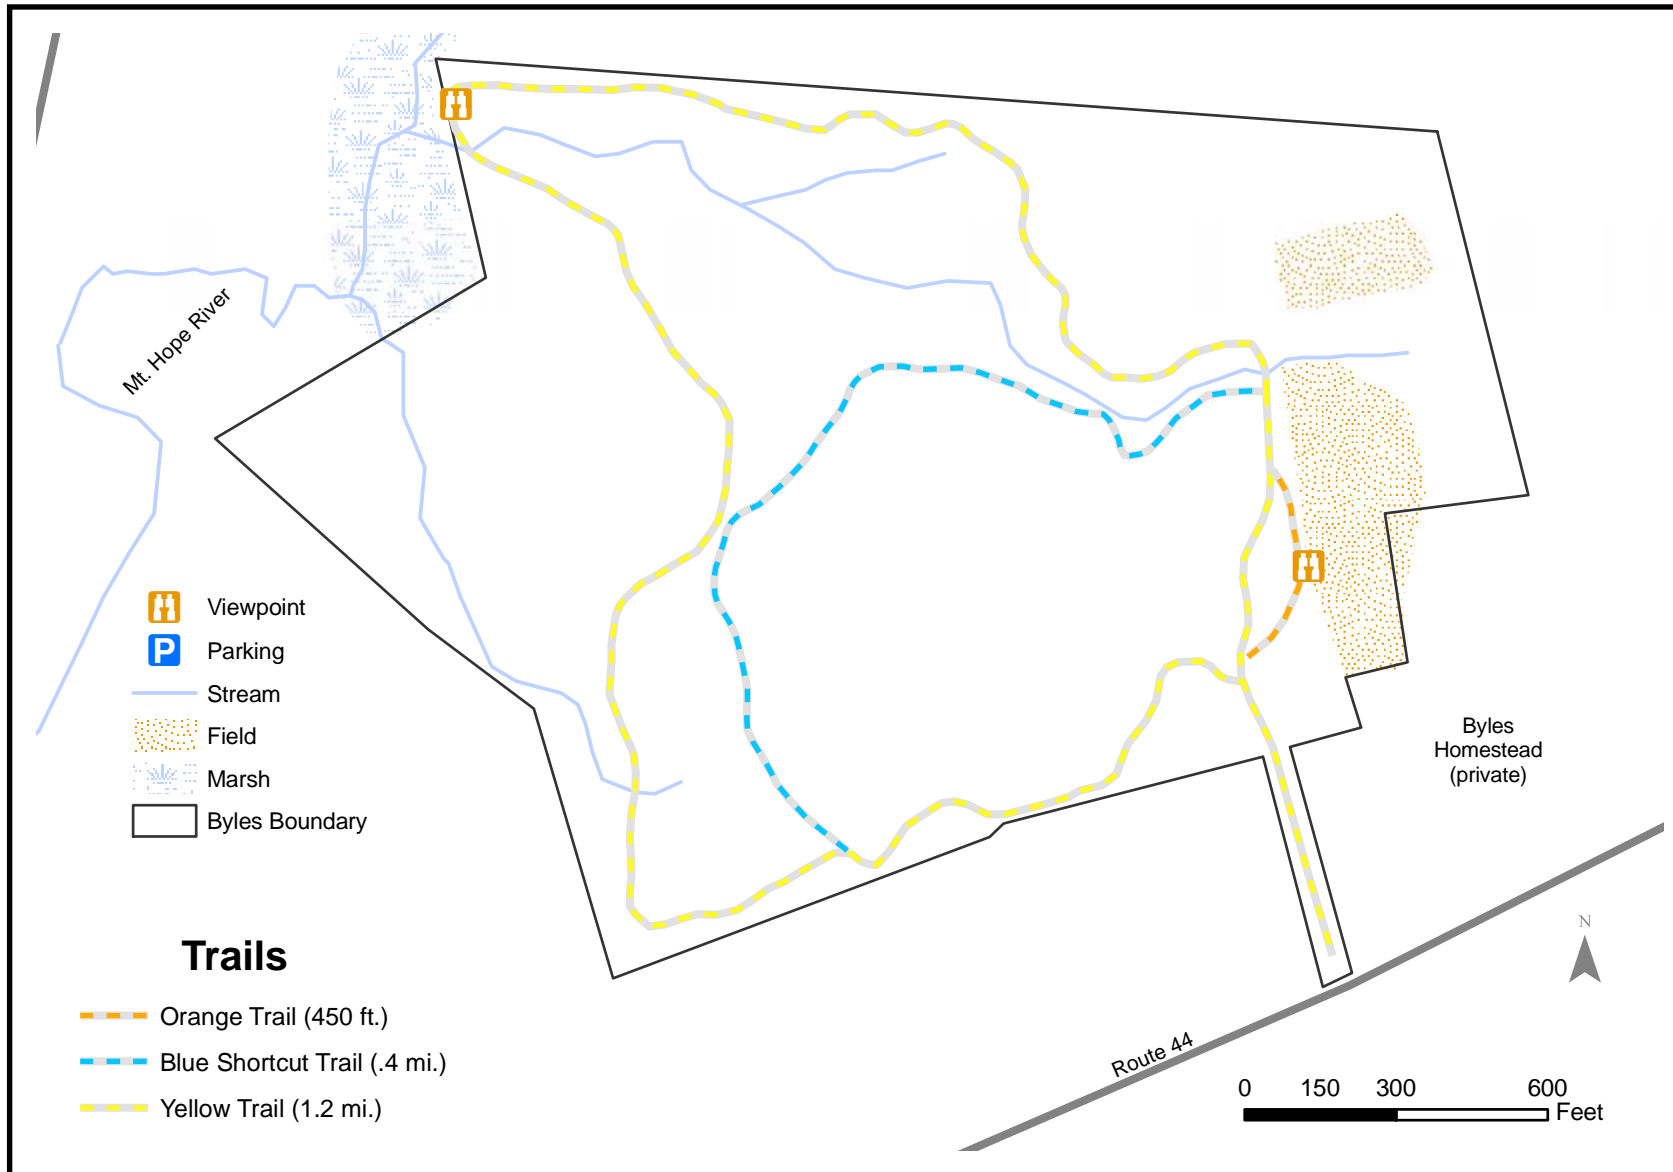 Mt. Hope River
Viewpoint
P
Parking
Stream
Field
Marsh
Byles Boundary
Byles
Homestead
(private)
Trails
Orange Trail (450 ft.)
Blue Shortcut Trail (.4 mi.)
Yellow Trail (1.2 mi.)
Route 44
N
0 150 300 600
Feet